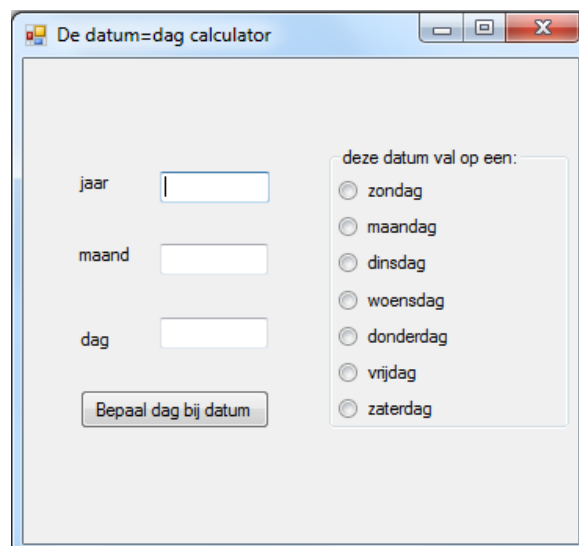 De datum=dag calculator
jaar
maand
dag
Bepaal dag bij datum
deze datum val op een:
zondag
maandag
dinsdag
woensdag
donderdag
vrijdag
zaterdag